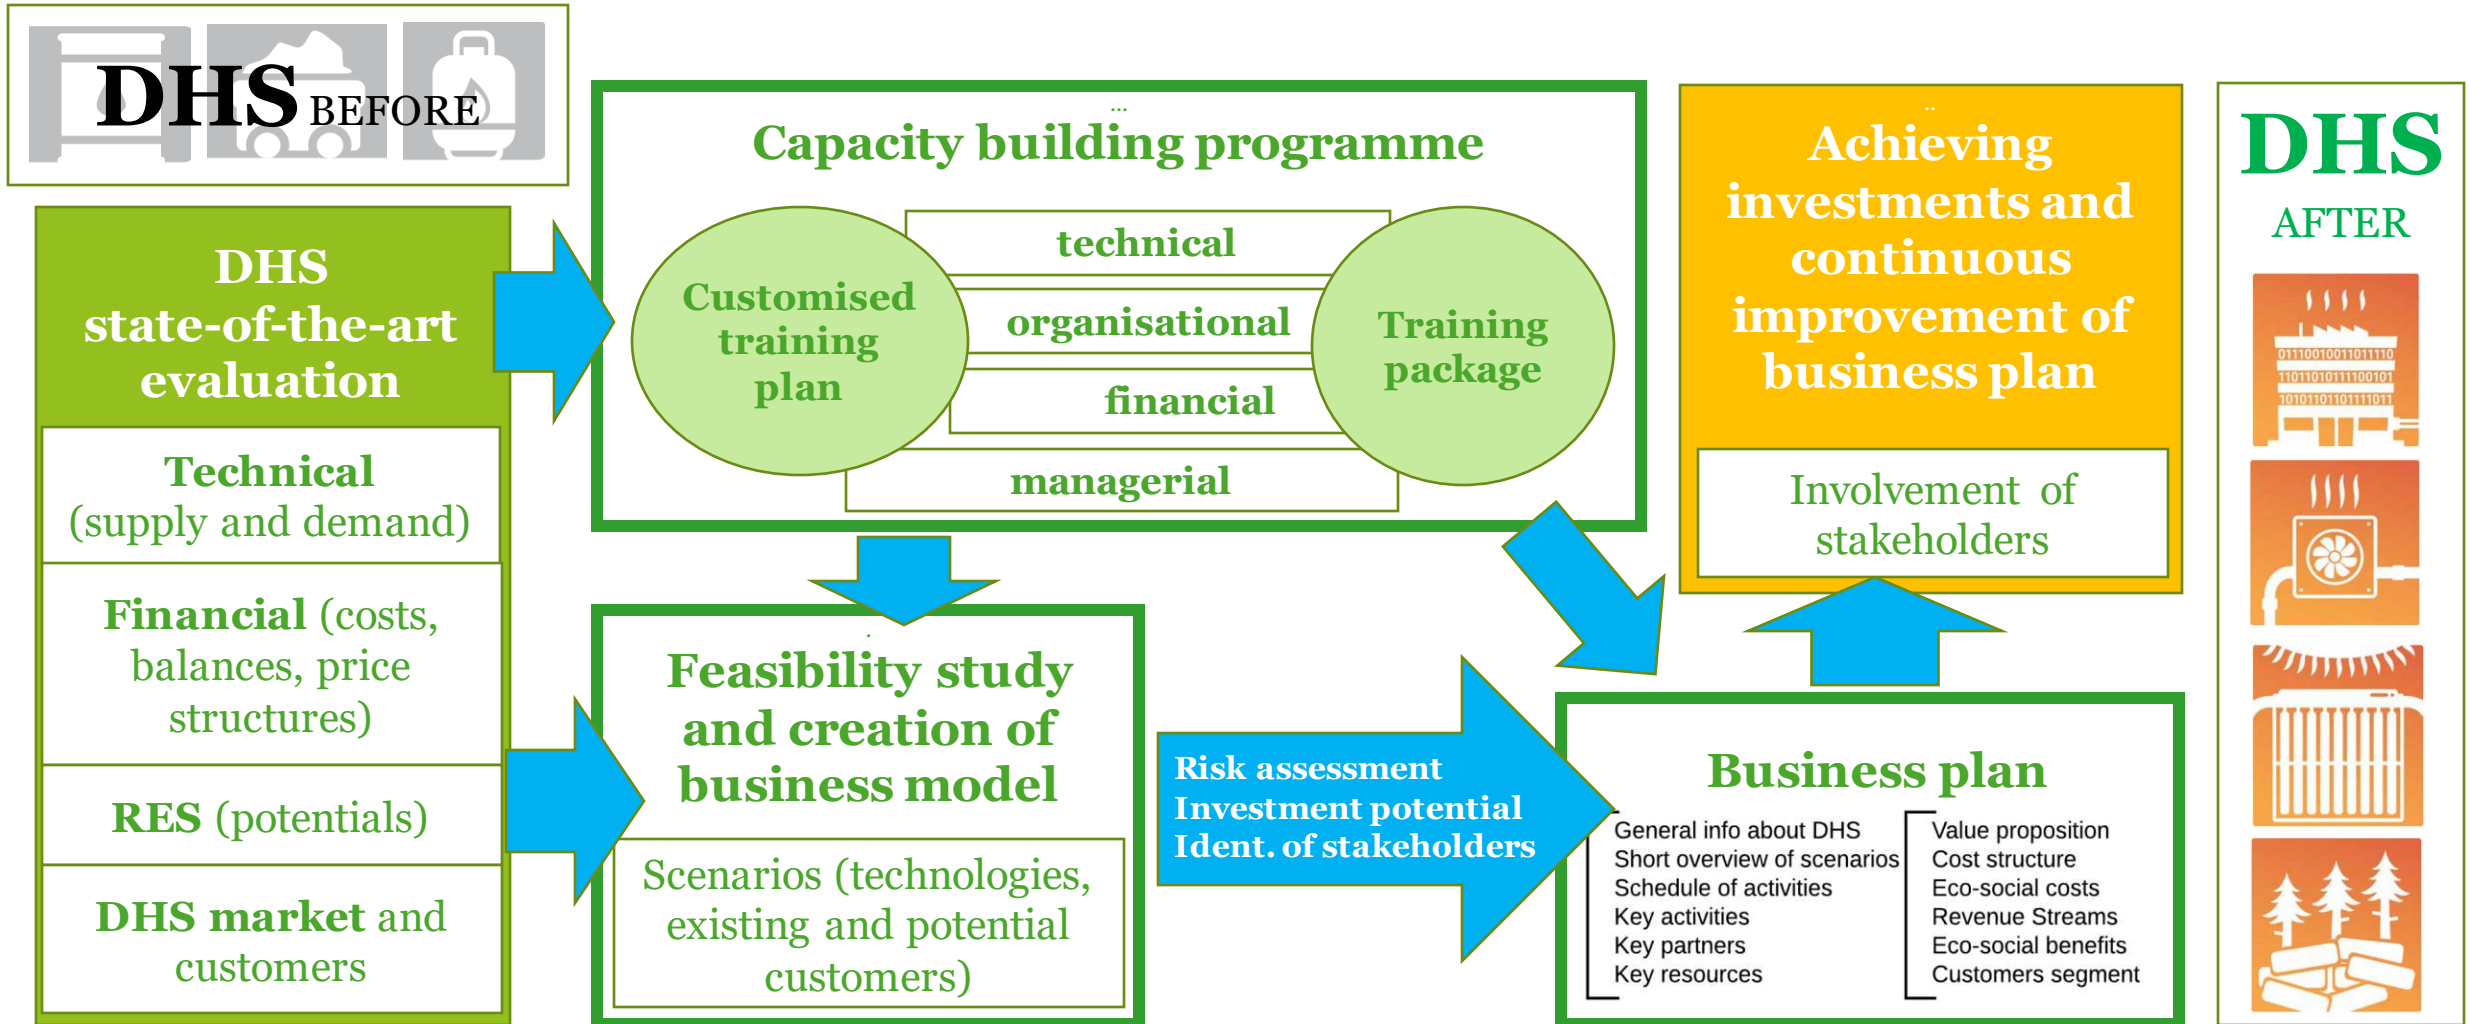 DHS BEFORE
DHS
state-of-the-art
evaluation
Technical
(supply and demand)
Financial (costs,
balances, price
structures)
RES (potentials)
DHS market and
customers
...
Capacity building programme
Customised
training
plan
technical
organisational
financial
managerial
Training
package
.
Feasibility study
and creation of
business model
Scenarios (technologies,
existing and potential
customers)
Risk assessment
Investment potential
Ident. of stakeholders
..
Achieving
investments and
continuous
improvement of
business plan
Involvement of
stakeholders
Business plan
General info about DHS
Short overview of scenarios
Schedule of activities
Key activities
Key partners
Key resources
Value proposition
Cost structure
Eco-social costs
Revenue Streams
Eco-social benefits
Customers segment
DHS
AFTER
01110010011011110
11011010111100101
10101101101111011